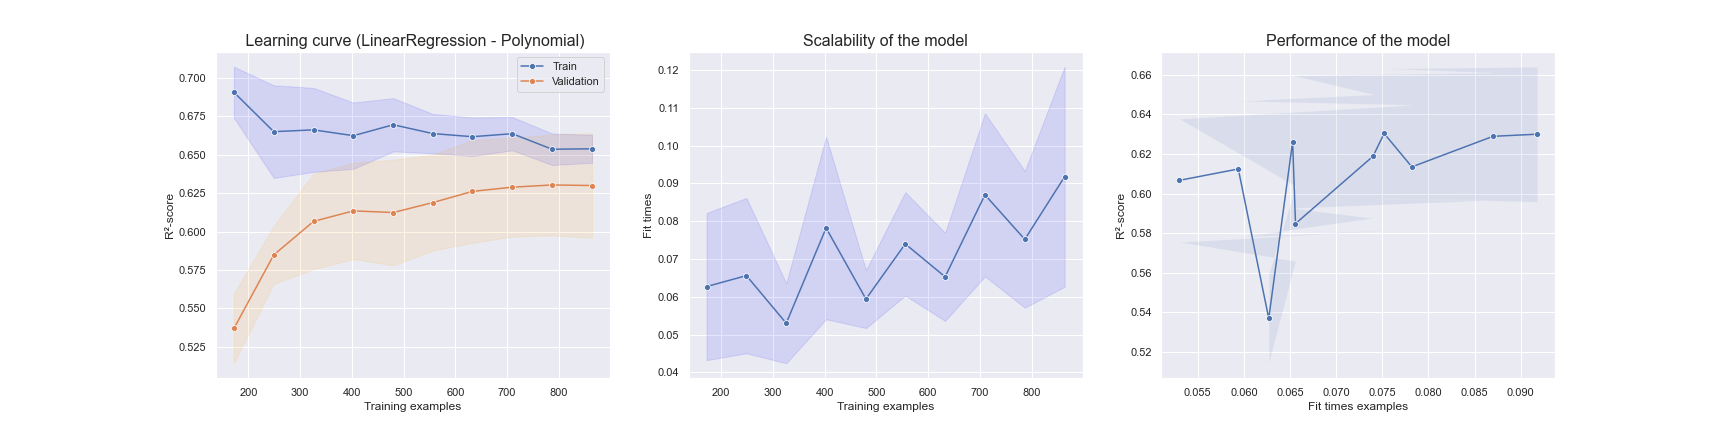 Learning curve (LinearRegression - Polynomial)
Train
Validation
0.700
0.675
0.650
0.625
0.600
0.575
0.550
0.525
R²-score
200 300 400 500 600 700 800
Training examples
Scalability of the model
0.12
0.11
0.10
0.09
0.08
0.07
0.06
0.05
0.04
Fit times
200 300 400 500 600 700 800
Training examples
Performance of the model
0.66
0.64
0.62
0.60
0.58
0.56
0.54
0.52
R²-score
0.055 0.060 0.065 0.070 0.075 0.080 0.085 0.090
Fit times examples